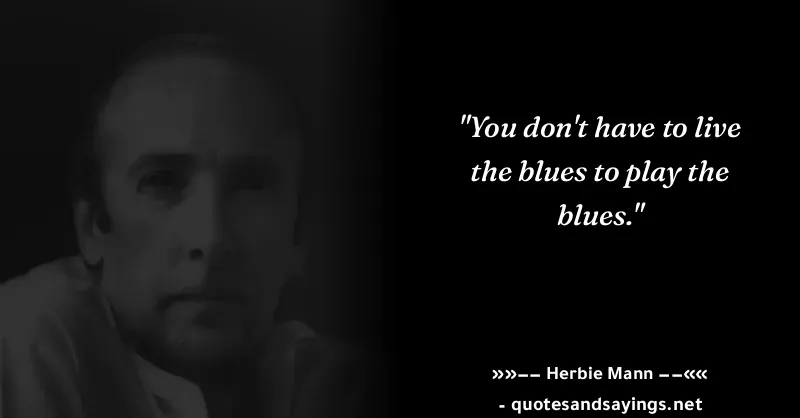 "You don't have to live
the blues to play the
blues."
»»−− Herbie Mann −−««
- quotesandsayings.net